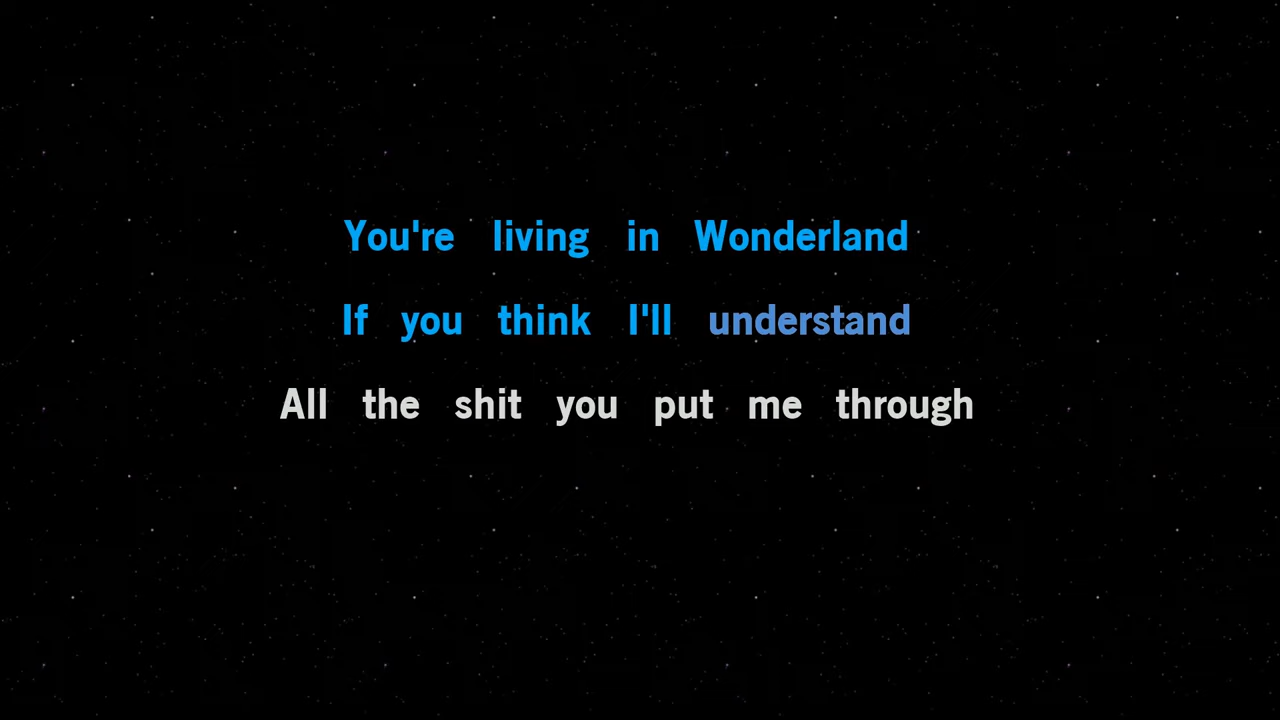 You're living in Wonderland
If you think I'll understand
All the shit you put me through